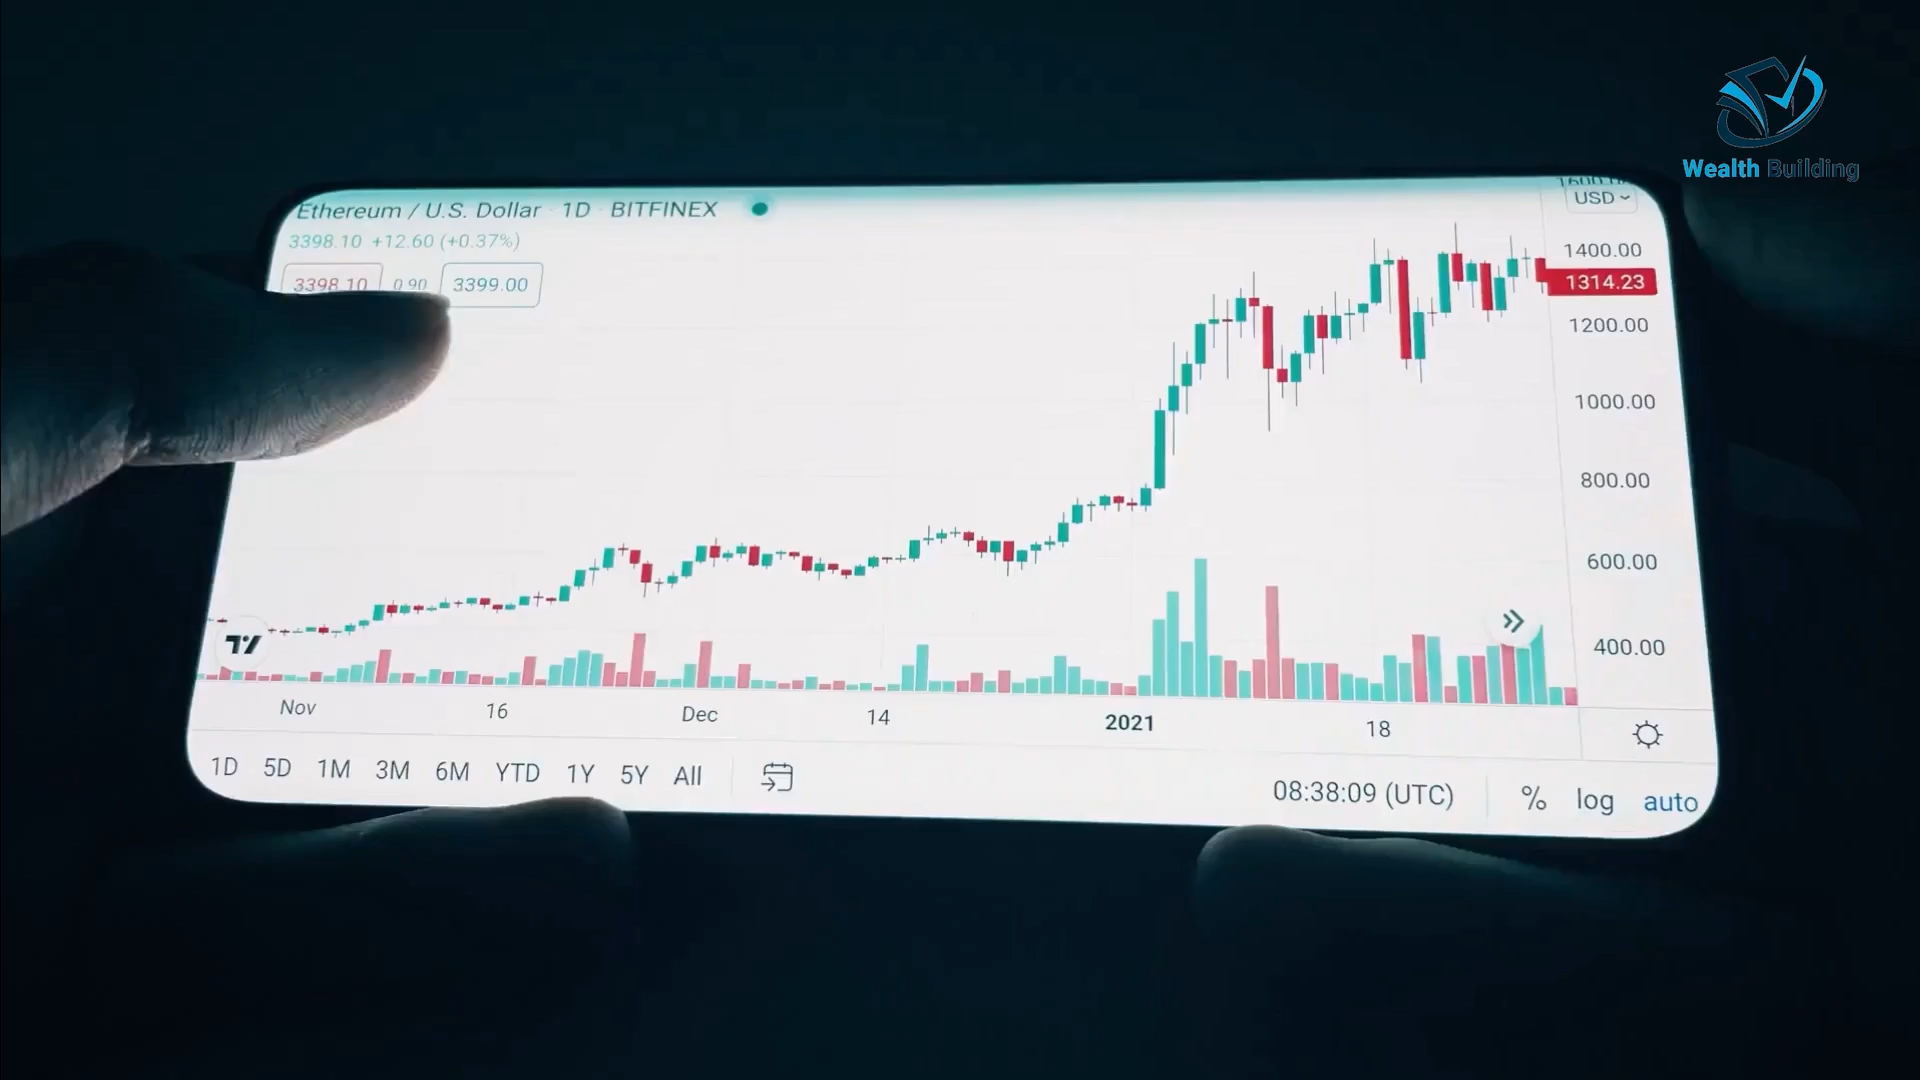 Wealth Building
Ethereum / U.S. Dollar · 1D · BITFINEX
USD
3398.10 +12.60 (+0.37%)
3398.10 0.90 3399.00
1400.00
1314.23
1200.00
1000.00
800.00
600.00
400.00
Nov 16 Dec 14 2021 18
1D 5D 1M 3M 6M YTD 1Y 5Y All
08:38:09 (UTC) % log auto